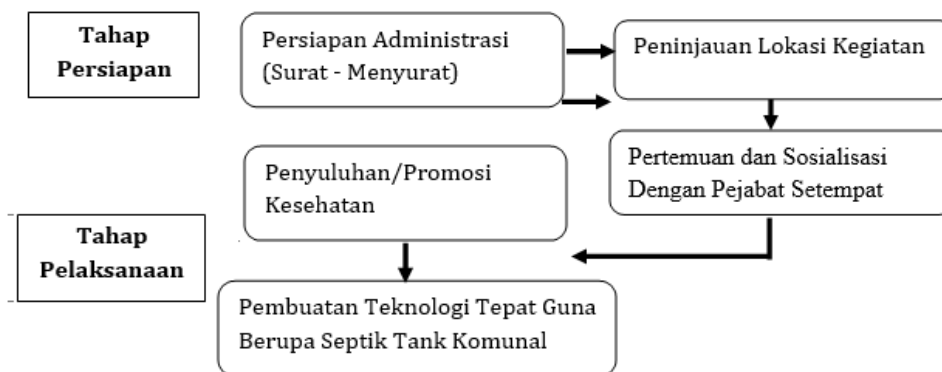 Tahap
Persiapan
Persiapan Administrasi
(Surat - Menyurat)
Peninjauan Lokasi Kegiatan
Pertemuan dan Sosialisasi
Dengan Pejabat Setempat
Tahap
Pelaksanaan
Penyuluhan/Promosi
Kesehatan
Pembuatan Teknologi Tepat Guna
Berupa Septik Tank Komunal